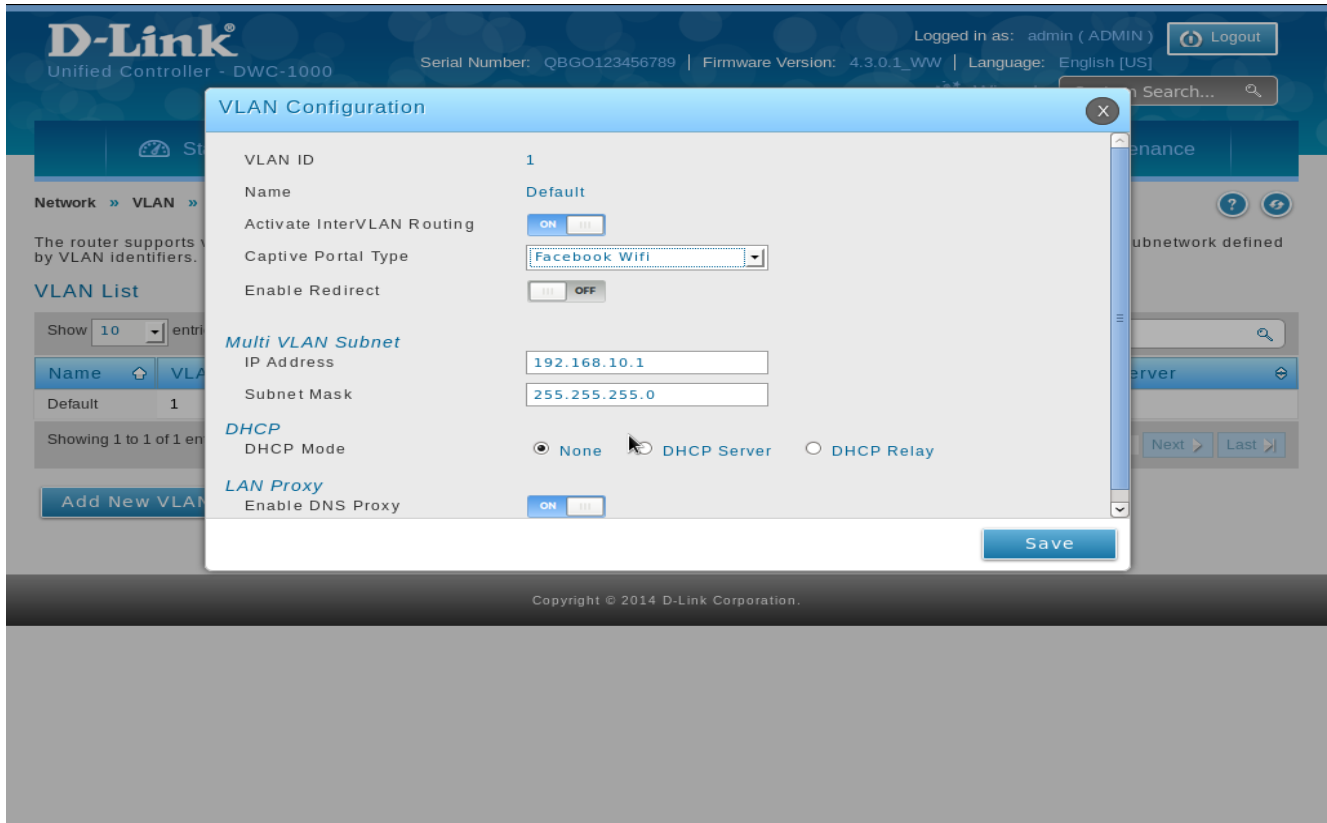 D-Link®
Unified Controller - DWC-1000
Logged in as: admin ( ADMIN ) Logout
Serial Number: QBGO123456789 | Firmware Version: 4.3.0.1_WW | Language: English [US]
Search...
VLAN Configuration X
St enance
Network » VLAN »
The router supports v ubnetwork defined
by VLAN identifiers.
VLAN List
Show 10 entri
Name VLA erver
Default 1
Showing 1 to 1 of 1 en Next Last
Add New VLAN
VLAN ID 1
Name Default
Activate InterVLAN Routing ON
Captive Portal Type Facebook Wifi
Enable Redirect OFF
Multi VLAN Subnet
IP Address 192.168.10.1
Subnet Mask 255.255.255.0
DHCP
DHCP Mode None DHCP Server DHCP Relay
LAN Proxy
Enable DNS Proxy ON
Save
Copyright © 2014 D-Link Corporation.